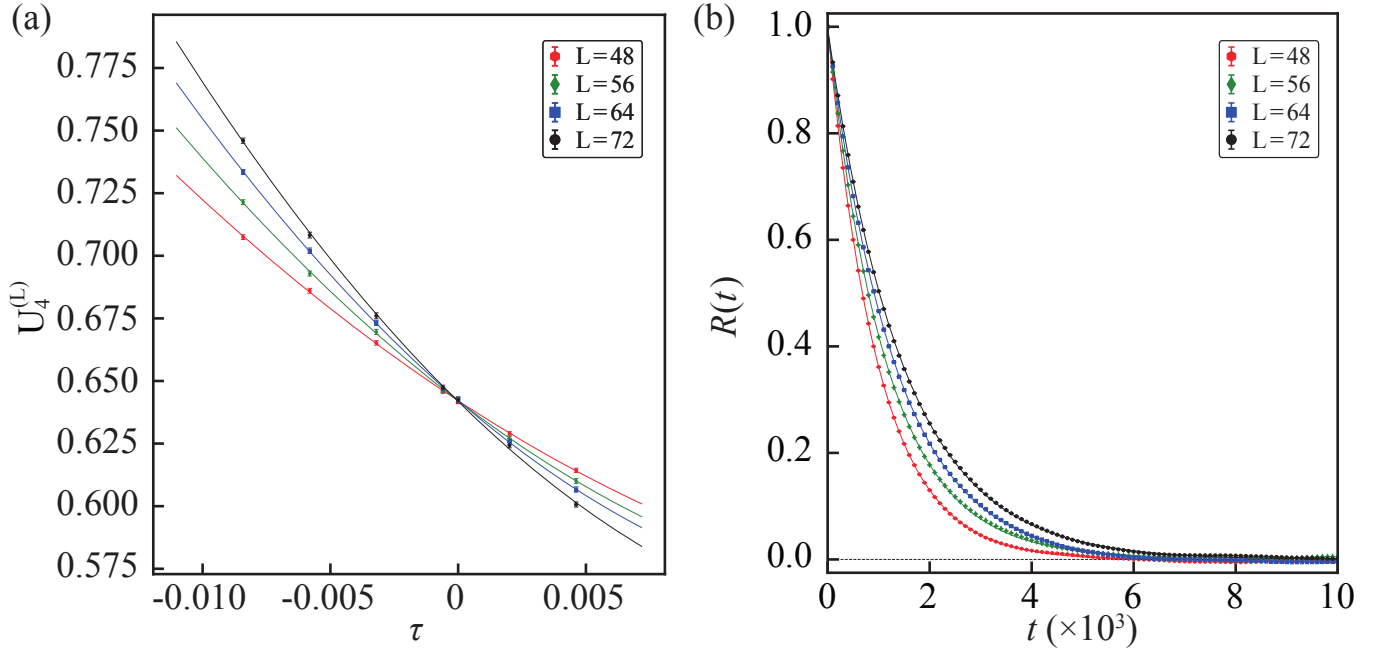 (a)
0.775
0.750
0.725
0.700
0.675
0.650
0.625
0.600
0.575
U₄⁽ᴸ⁾
-0.010
-0.005
0
0.005
τ
L=48
L=56
L=64
L=72
(b)
1.0
0.8
0.6
0.4
0.2
0.0
R(t)
0
2
4
6
8
10
t (×10³)
L=48
L=56
L=64
L=72